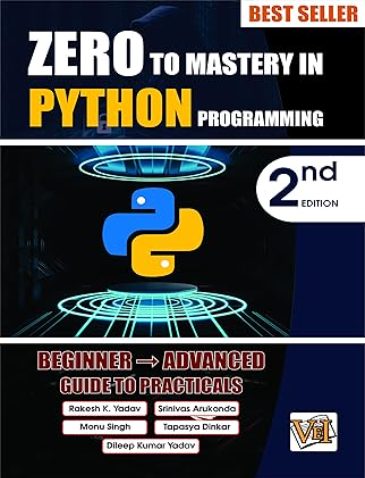 BEST SELLER
ZERO TO MASTERY IN
PYTHON PROGRAMMING
2nd
EDITION
BEGINNER → ADVANCED
GUIDE TO PRACTICALS
Rakesh K. Yadav Srinivas Arukonda
Monu Singh Tapasya Dinkar
Dileep Kumar Yadav
VEI